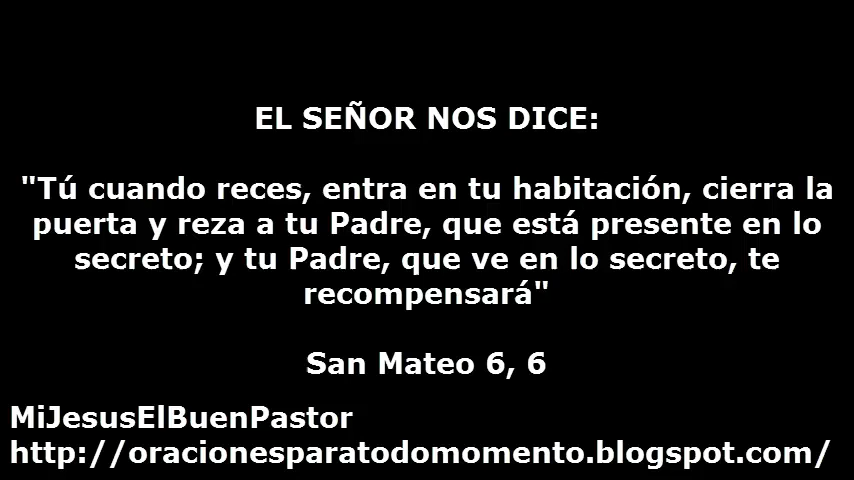 EL SEÑOR NOS DICE:
"Tú cuando reces, entra en tu habitación, cierra la
puerta y reza a tu Padre, que está presente en lo
secreto; y tu Padre, que ve en lo secreto, te
recompensará"
San Mateo 6, 6
MiJesusElBuenPastor
http://oracionesparatodomomento.blogspot.com/